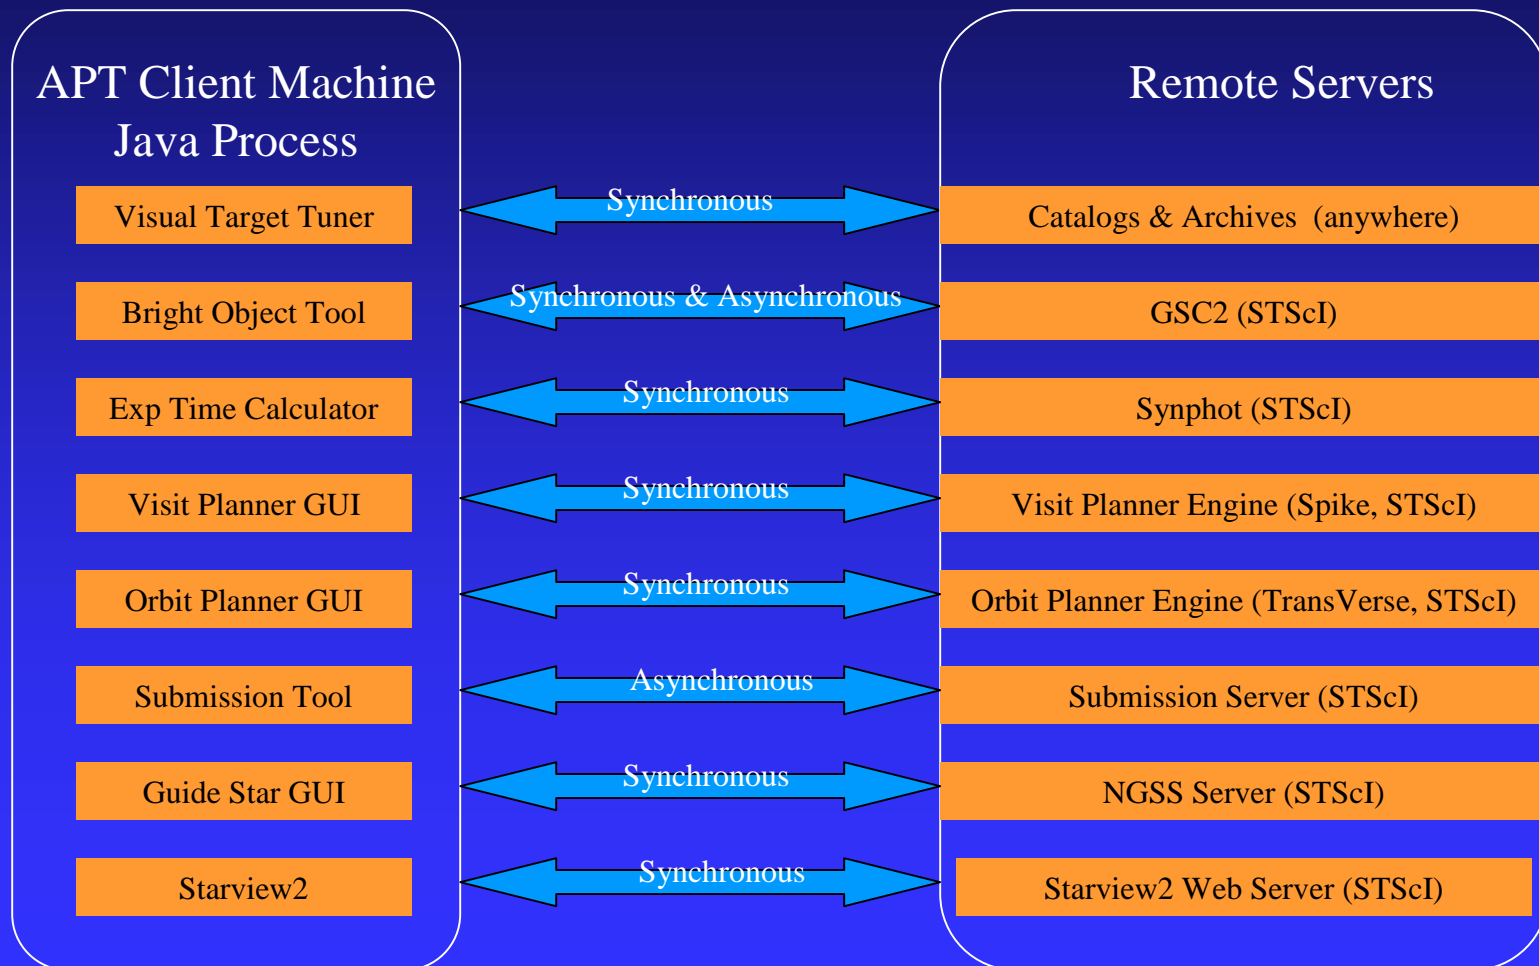 APT Client Machine
Java Process
Remote Servers
Visual Target Tuner
Synchronous
Catalogs & Archives  (anywhere)
Bright Object Tool
Synchronous & Asynchronous
GSC2 (STScI)
Exp Time Calculator
Synchronous
Synphot (STScI)
Visit Planner GUI
Synchronous
Visit Planner Engine (Spike, STScI)
Orbit Planner GUI
Synchronous
Orbit Planner Engine (TransVerse, STScI)
Submission Tool
Asynchronous
Submission Server (STScI)
Guide Star GUI
Synchronous
NGSS Server (STScI)
Starview2
Synchronous
Starview2 Web Server (STScI)